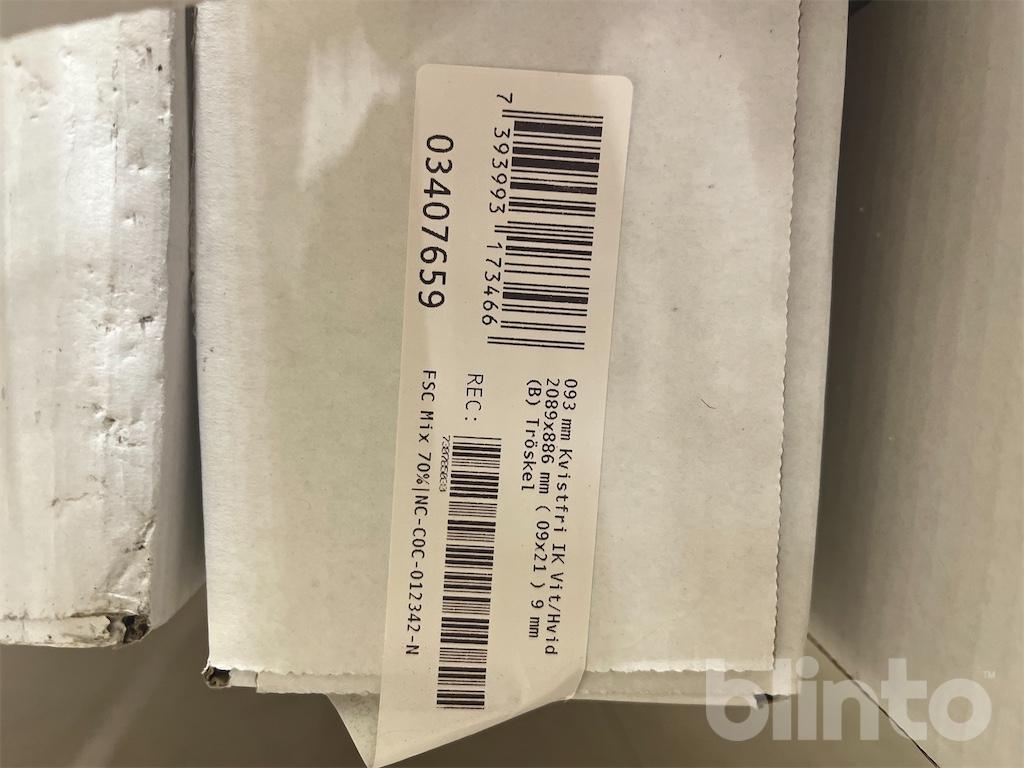 7 393993 173466
03407659
093 mm Kvistfri IK Vit/Hvid
2089x886 mm ( 09x21 ) 9 mm
(B) Tröskel
REC:
FSC Mix 70%|NC-COC-012342-N
blinto™